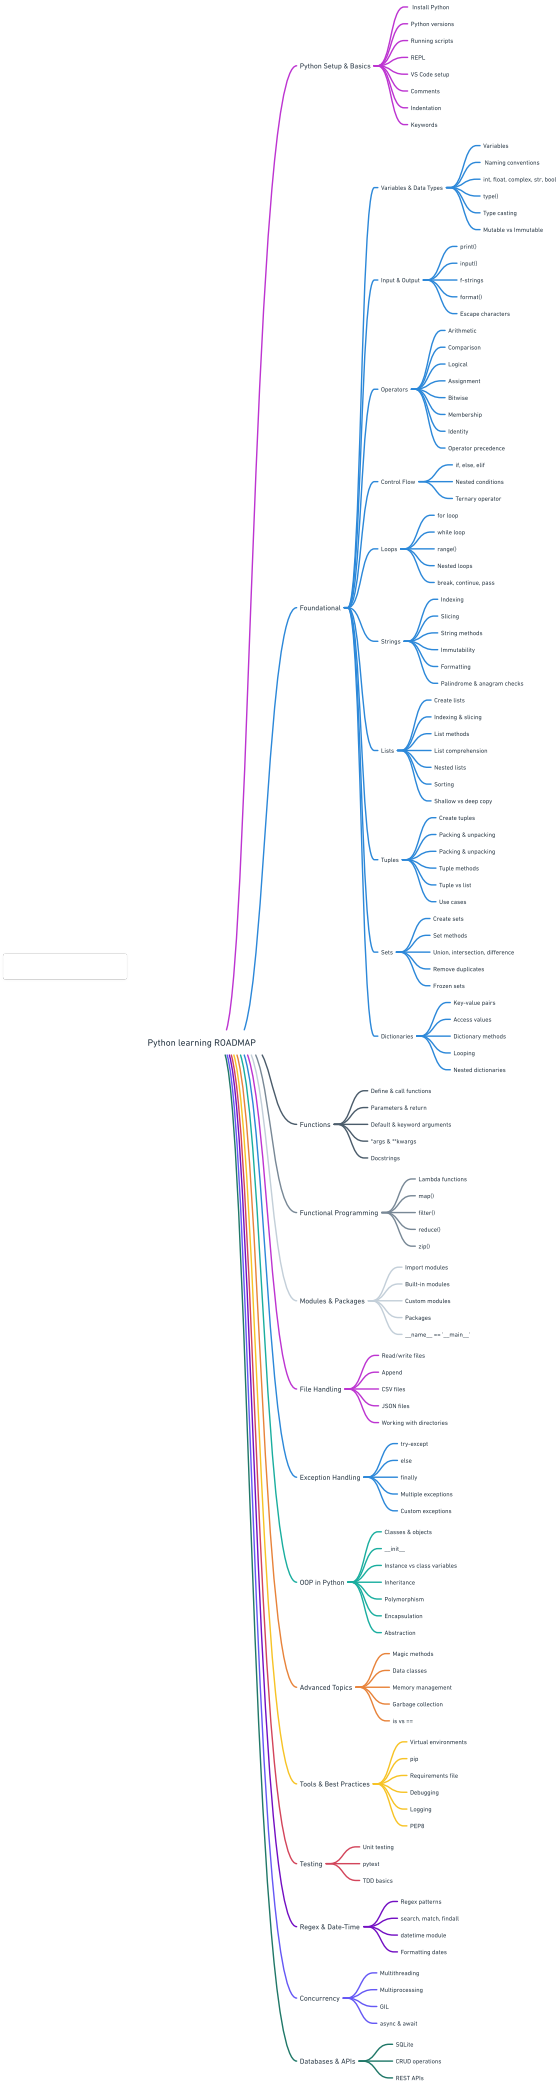 Install Python
Python versions
Running scripts
Python Setup & Basics
REPL
VS Code setup
Comments
Indentation
Keywords
Variables
Naming conventions
int, float, complex, str, bool
Variables & Data Types
type()
Type casting
Mutable vs Immutable
print()
input()
Input & Output
f-strings
format()
Escape characters
Arithmetic
Comparison
Logical
Assignment
Operators
Bitwise
Membership
Identity
Operator precedence
if, else, elif
Control Flow
Nested conditions
Ternary operator
for loop
while loop
Loops
range()
Nested loops
break, continue, pass
Foundational
Indexing
Slicing
String methods
Strings
Immutability
Formatting
Palindrome & anagram checks
Create lists
Indexing & slicing
List methods
Lists
List comprehension
Nested lists
Sorting
Shallow vs deep copy
Create tuples
Packing & unpacking
Packing & unpacking
Tuples
Tuple methods
Tuple vs list
Use cases
Create sets
Set methods
Sets
Union, intersection, difference
Remove duplicates
Frozen sets
Key-value pairs
Access values
Dictionaries
Dictionary methods
Looping
Nested dictionaries
Python learning ROADMAP
Define & call functions
Parameters & return
Functions
Default & keyword arguments
*args & **kwargs
Docstrings
Lambda functions
map()
Functional Programming
filter()
reduce()
zip()
Import modules
Built-in modules
Modules & Packages
Custom modules
Packages
__name__ == '__main__'
Read/write files
Append
File Handling
CSV files
JSON files
Working with directories
try-except
else
Exception Handling
finally
Multiple exceptions
Custom exceptions
Classes & objects
__init__
Instance vs class variables
OOP in Python
Inheritance
Polymorphism
Encapsulation
Abstraction
Magic methods
Data classes
Advanced Topics
Memory management
Garbage collection
is vs ==
Virtual environments
pip
Requirements file
Tools & Best Practices
Debugging
Logging
PEP8
Unit testing
Testing
pytest
TDD basics
Regex patterns
search, match, findall
Regex & Date-Time
datetime module
Formatting dates
Multithreading
Multiprocessing
Concurrency
GIL
async & await
SQLite
Databases & APIs
CRUD operations
REST APIs